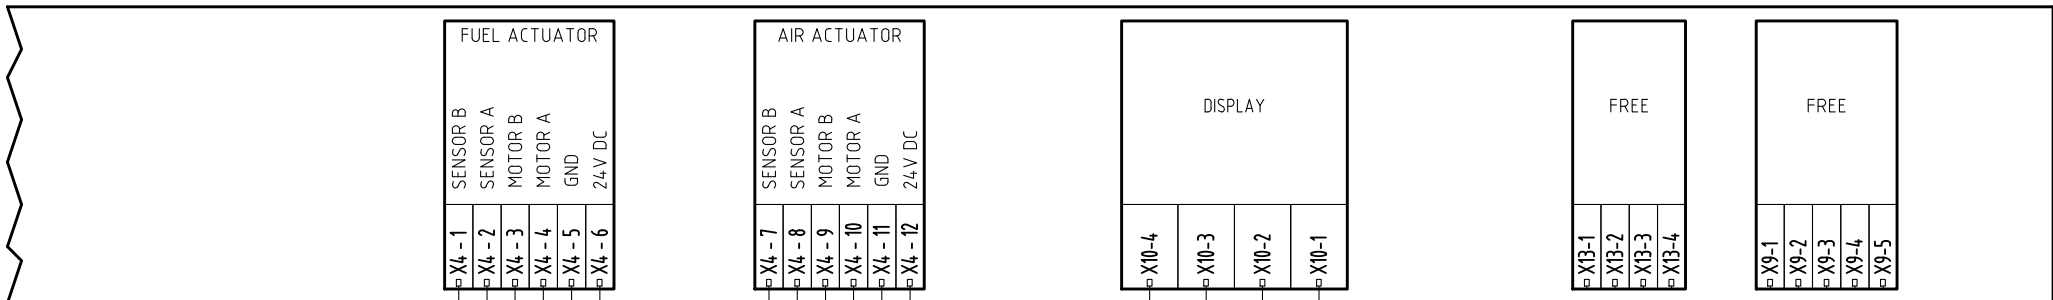 FUEL ACTUATOR
SENSOR B
SENSOR A
MOTOR B
MOTOR A
GND
24V DC
X4 - 1
X4 - 2
X4 - 3
X4 - 4
X4 - 5
X4 - 6
AIR ACTUATOR
SENSOR B
SENSOR A
MOTOR B
MOTOR A
GND
24V DC
X4 - 7
X4 - 8
X4 - 9
X4 - 10
X4 - 11
X4 - 12
DISPLAY
X10-4
X10-3
X10-2
X10-1
FREE
X13-1
X13-2
X13-3
X13-4
FREE
X9-1
X9-2
X9-3
X9-4
X9-5